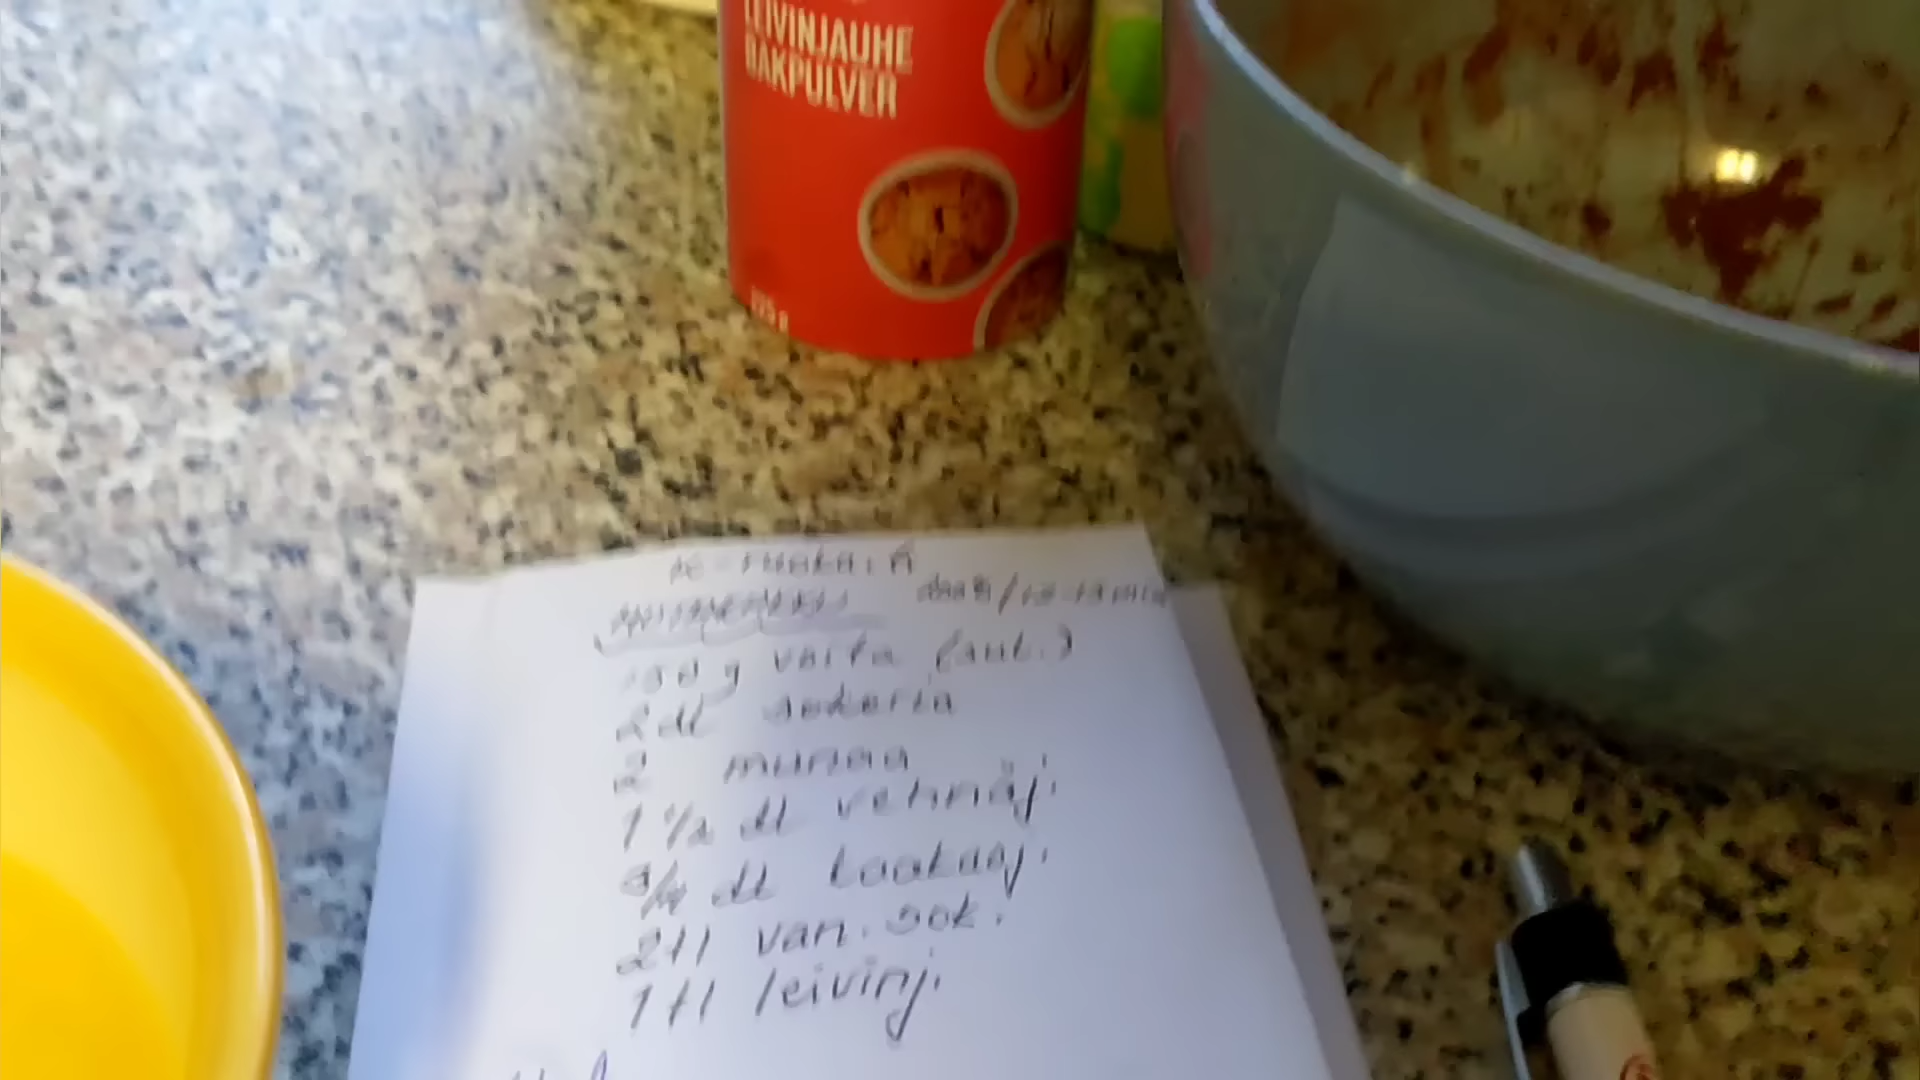 LEIVINJAUHE
BAKPULVER
225 g
voita (sul.)
2 dl sokeria
2 munaa
1 ½ dl vehnäj.
3/4 dl kaakaoj.
2 tl van. sok.
1 tl leivinj.